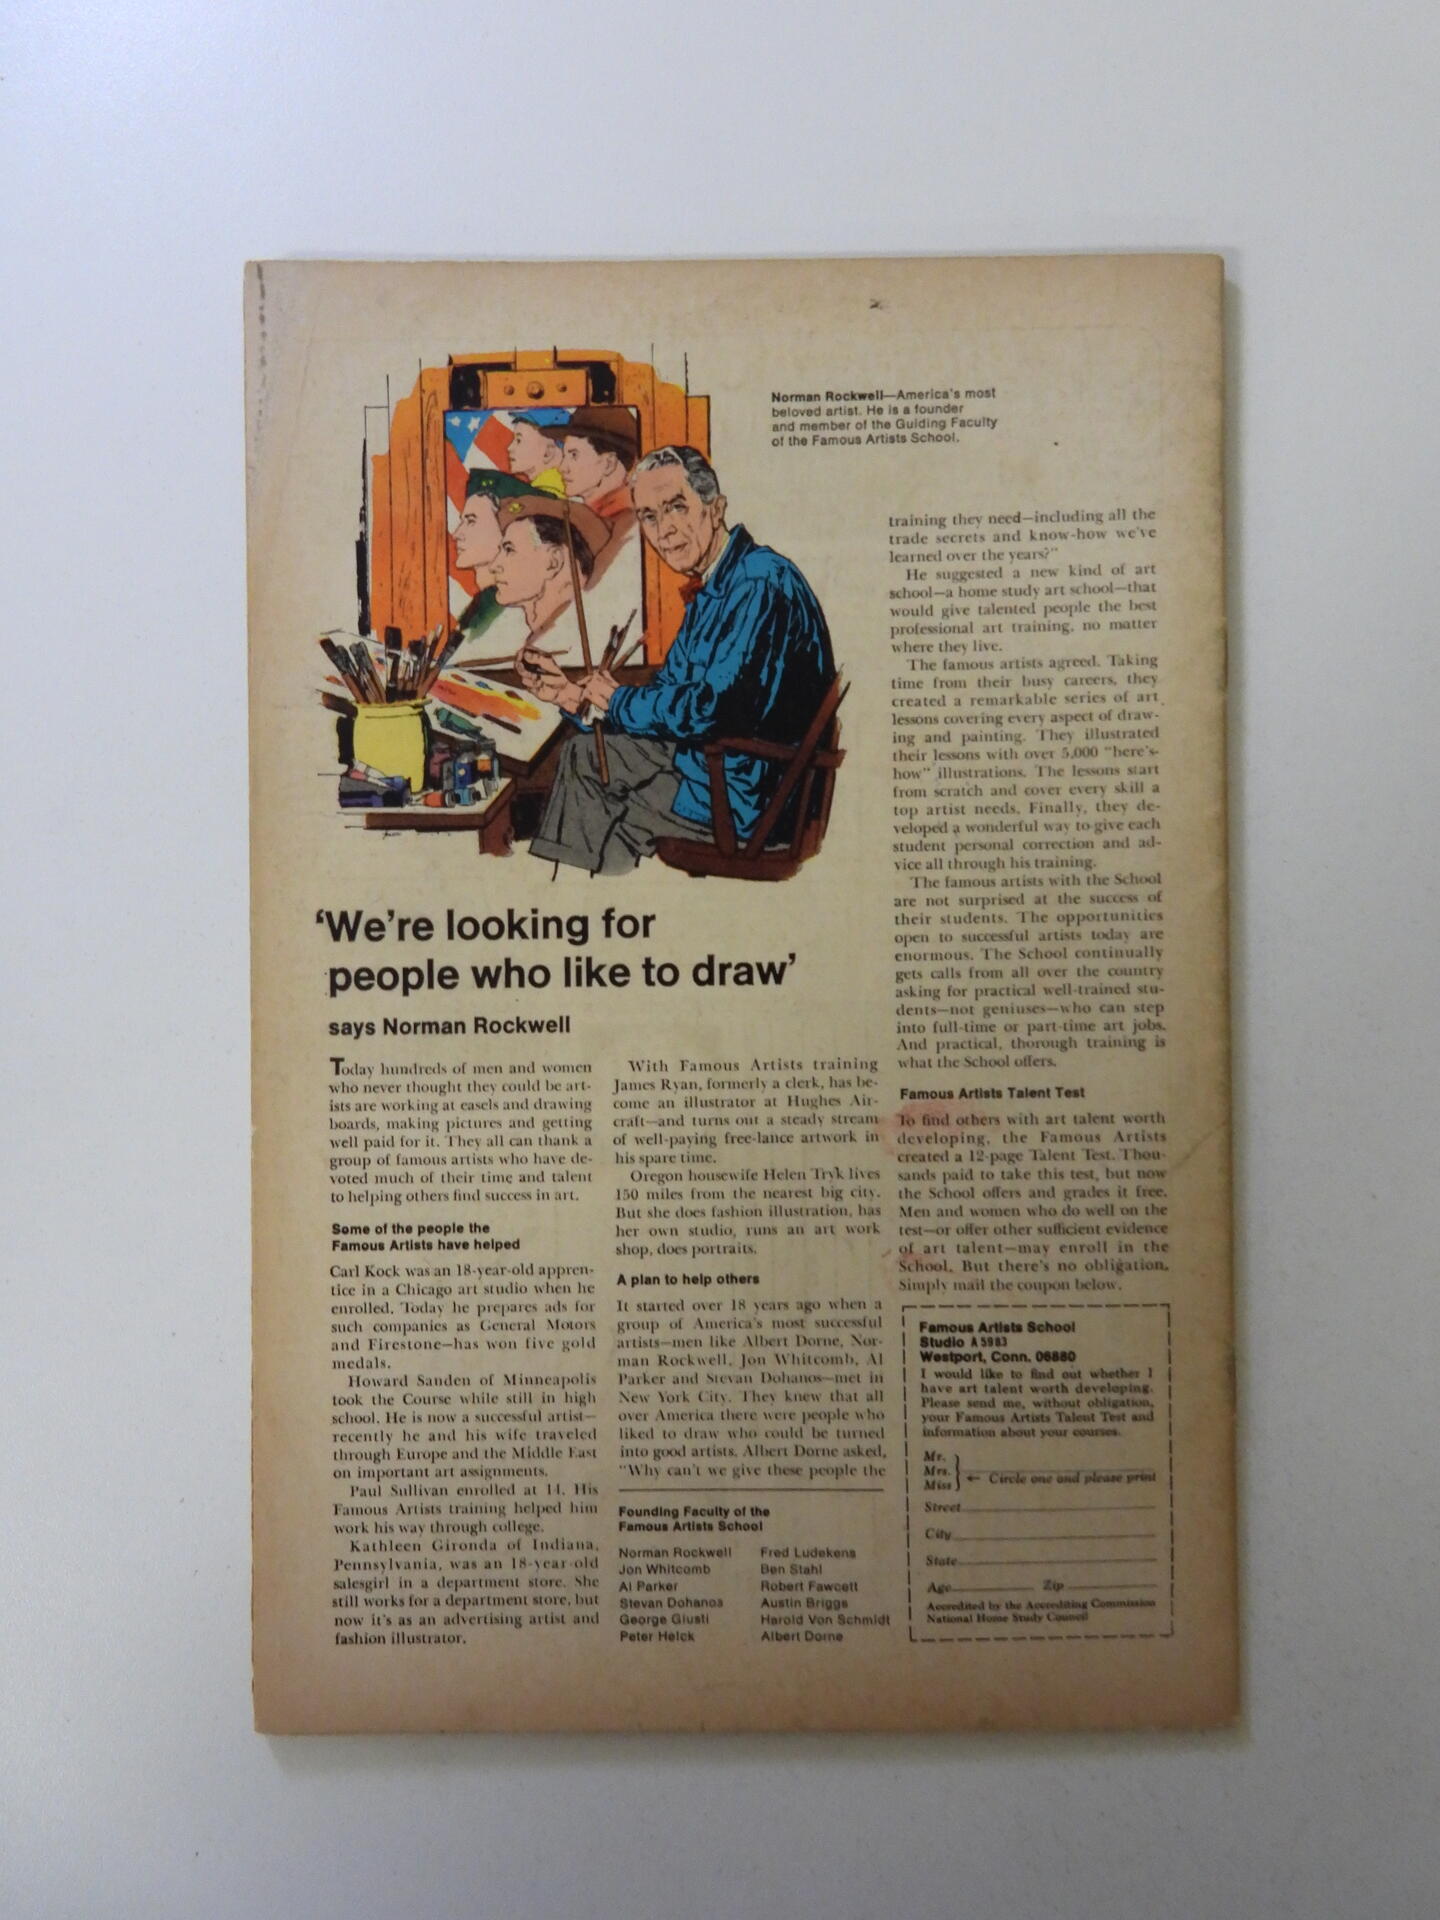 Norman Rockwell—America's most
beloved artist. He is a founder
and member of the Guiding Faculty
of the Famous Artists School.
'We're looking for
people who like to draw'
says Norman Rockwell
Today hundreds of men and women
who never thought they could be art-
ists are working at easels and drawing
boards, making pictures and getting
well paid for it. They all can thank a
group of famous artists who have de-
voted much of their time and talent
to helping others find success in art.
Some of the people the
Famous Artists have helped
Carl Kock was an 18-year-old appren-
tice in a Chicago art studio when he
enrolled. Today he prepares ads for
such companies as General Motors
and Firestone—has won five gold
medals.
Howard Sanden of Minneapolis
took the Course while still in high
school. He is now a successful artist—
recently he and his wife traveled
through Europe and the Middle East
on important art assignments.
Paul Sullivan enrolled at 14. His
Famous Artists training helped him
work his way through college.
Kathleen Gironda of Indiana,
Pennsylvania, was an 18-year-old
salesgirl in a department store. She
still works for a department store, but
now it's as an advertising artist and
fashion illustrator.
With Famous Artists training
James Ryan, formerly a clerk, has be-
come an illustrator at Hughes Air-
craft—and turns out a steady stream
of well-paying free-lance artwork in
his spare time.
Oregon housewife Helen Tryk lives
150 miles from the nearest big city.
But she does fashion illustration, has
her own studio, runs an art work
shop, does portraits.
A plan to help others
It started over 18 years ago when a
group of America's most successful
artists—men like Albert Dorne, Nor-
man Rockwell, Jon Whitcomb, Al
Parker and Stevan Dohanos—met in
New York City. They knew that all
over America there were people who
liked to draw who could be turned
into good artists. Albert Dorne asked,
"Why can't we give these people the
training they need—including all the
trade secrets and know-how we've
learned over the years?"
He suggested a new kind of art
school—a home study art school—that
would give talented people the best
professional art training, no matter
where they live.
The famous artists agreed. Taking
time from their busy careers, they
created a remarkable series of art
lessons covering every aspect of draw-
ing and painting. They illustrated
their lessons with over 5,000 "here's-
how" illustrations. The lessons start
from scratch and cover every skill a
top artist needs. Finally, they de-
veloped a wonderful way to give each
student personal correction and ad-
vice all through his training.
The famous artists with the School
are not surprised at the success of
their students. The opportunities
open to successful artists today are
enormous. The School continually
gets calls from all over the country
asking for practical well-trained stu-
dents—not geniuses—who can step
into full-time or part-time art jobs.
And practical, thorough training is
what the School offers.
Famous Artists Talent Test
To find others with art talent worth
developing, the Famous Artists
created a 12-page Talent Test. Thou-
sands paid to take this test, but now
the School offers and grades it free.
Men and women who do well on the
test—or offer other sufficient evidence
of art talent—may enroll in the
School. But there's no obligation.
Simply mail the coupon below.
Founding Faculty of the
Famous Artists School
Norman Rockwell
Jon Whitcomb
Al Parker
Stevan Dohanos
George Giusti
Peter Helck
Fred Ludekens
Ben Stahl
Robert Fawcett
Austin Briggs
Harold Von Schmidt
Albert Dorne
Famous Artists School
Studio A5983
Westport, Conn. 06880
I would like to find out whether I
have art talent worth developing.
Please send me, without obligation,
your Famous Artists Talent Test and
information about your courses.
Mr.
Mrs.
Miss
← Circle one and please print
Street
City
State
Age Zip
Accredited by the Accrediting Commission
National Home Study Council